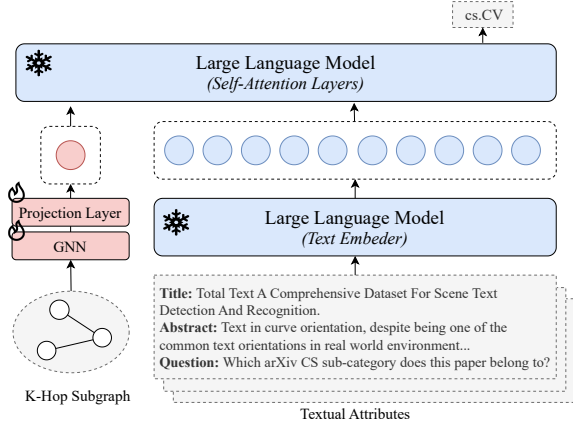 cs.CV
Large Language Model
(Self-Attention Layers)
Projection Layer
GNN
Large Language Model
(Text Embeder)
Title: Total Text A Comprehensive Dataset For Scene Text
Detection And Recognition.
Abstract: Text in curve orientation, despite being one of the
common text orientations in real world environment...
Question: Which arXiv CS sub-category does this paper belong to?
K-Hop Subgraph
Textual Attributes